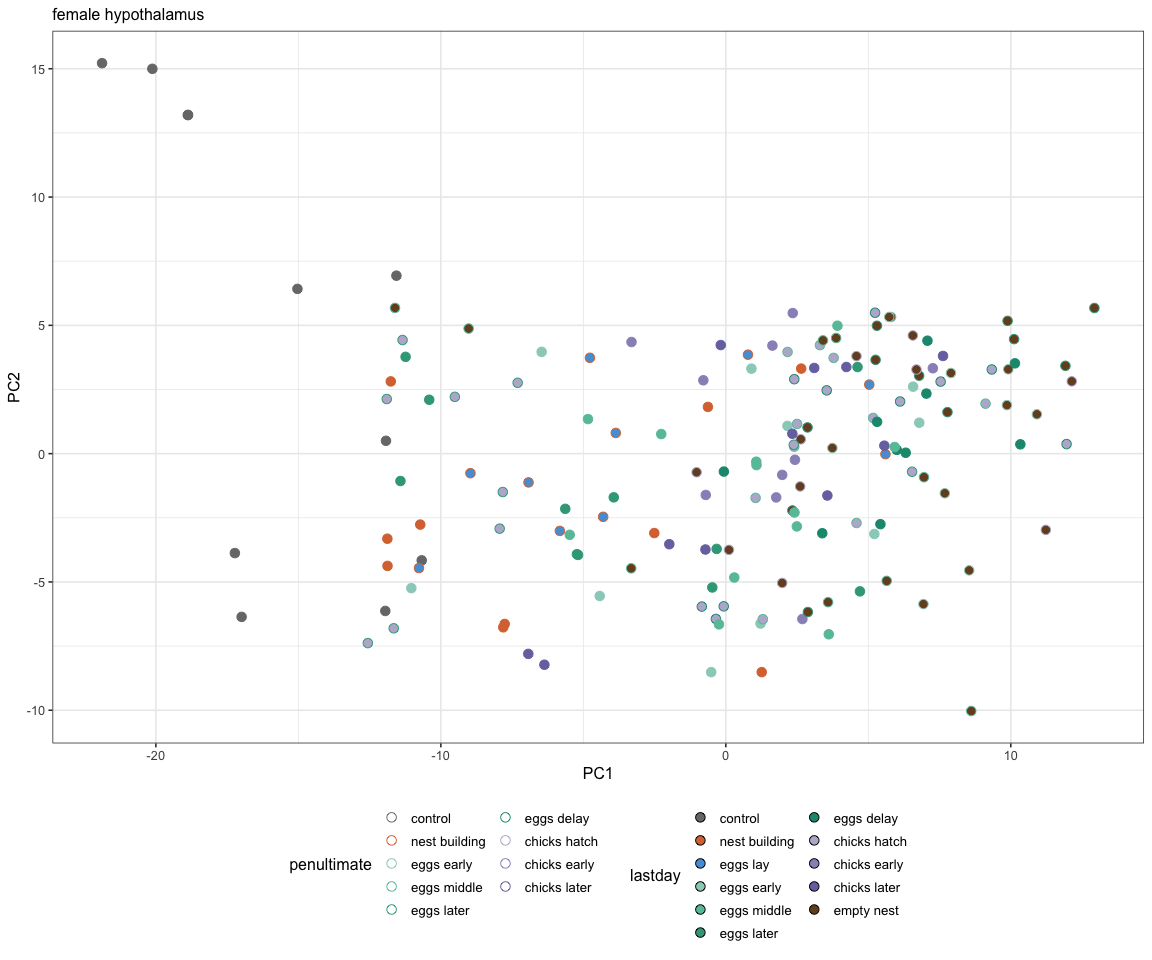 female hypothalamus
15
10
5
0
-5
-10
PC2
-20 -10 0 10
PC1
penultimate
control eggs delay
nest building chicks hatch
eggs early chicks early
eggs middle chicks later
eggs later
lastday
control eggs delay
nest building chicks hatch
eggs lay chicks early
eggs early chicks later
eggs middle empty nest
eggs later